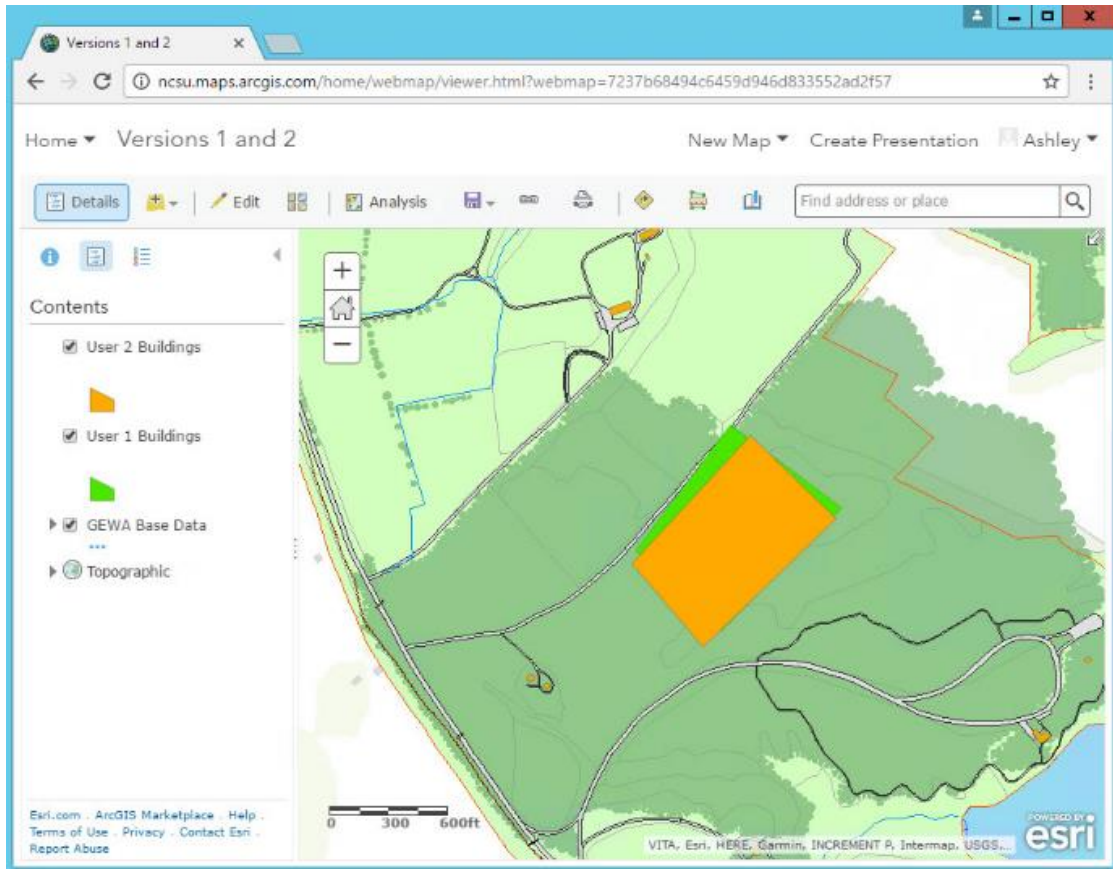 Versions 1 and 2
ncsu.maps.arcgis.com/home/webmap/viewer.html?webmap=7237b68494c6459d946d833552ad2f57
Home Versions 1 and 2 New Map Create Presentation Ashley
Details Edit Analysis Find address or place
Contents
User 2 Buildings
User 1 Buildings
GEWA Base Data
Topographic
Esri.com . ArcGIS Marketplace . Help .
Terms of Use . Privacy . Contact Esri .
Report Abuse
0 300 600ft
VITA, Esri, HERE, Garmin, INCREMENT P, Intermap, USGS...
POWERED BY
esri